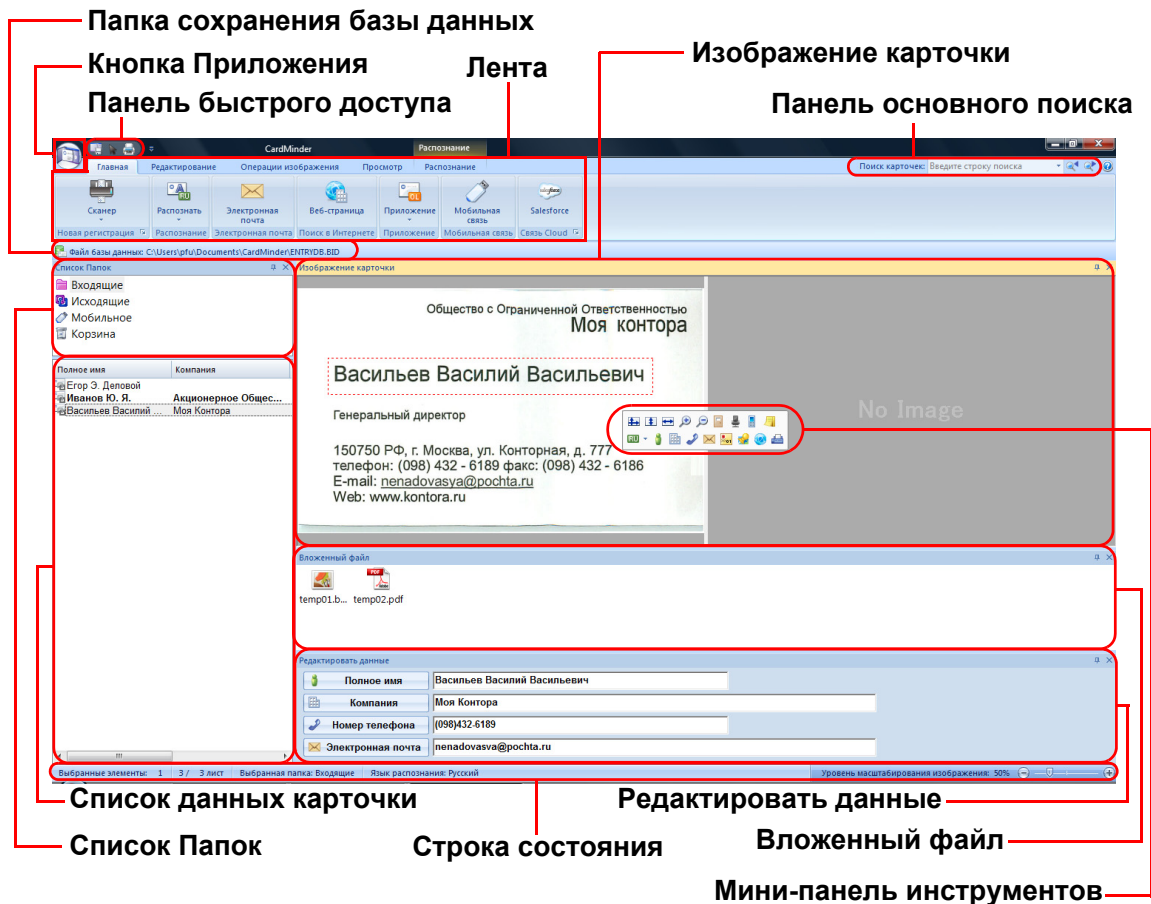 Папка сохранения базы данных
Изображение карточки
Кнопка Приложения
Лента
Панель быстрого доступа
Панель основного поиска
CardMinder
Распознание
Главная Редактирование Операции изображения Просмотр Распознание
Поиск карточек: Введите строку поиска
Сканер
Распознать
Электронная почта
Веб-страница
Приложение
Мобильная связь
Salesforce
Новая регистрация Распознание Электронная почта Поиск в Интернете Приложение Мобильная связь Связь Cloud
Файл базы данных: C:\Users\pfu\Documents\CardMinder\ENTRYDB.BID
Список Папок
Входящие
Исходящие
Мобильное
Корзина
Полное имя Компания
Егор Э. Деловой
Иванов Ю. Я. Акционерное Общес...
Васильев Василий ... Моя Контора
Изображение карточки
Общество с Ограниченной Ответственностью
Моя контора
Васильев Василий Васильевич
Генеральный директор
150750 РФ, г. Москва, ул. Конторная, д. 777
телефон: (098) 432 - 6189 факс: (098) 432 - 6186
E-mail: nenadovasya@pochta.ru
Web: www.kontora.ru
RU
No Image
Вложенный файл
temp01.b... temp02.pdf
Редактировать данные
Полное имя Васильев Василий Васильевич
Компания Моя Контора
Номер телефона (098)432-6189
Электронная почта nenadovasva@pochta.ru
Выбранные элементы: 1 3 / 3 лист Выбранная папка: Входящие Язык распознания: Русский
Уровень масштабирования изображения: 50%
Список данных карточки
Редактировать данные
Список Папок
Строка состояния
Вложенный файл
Мини-панель инструментов